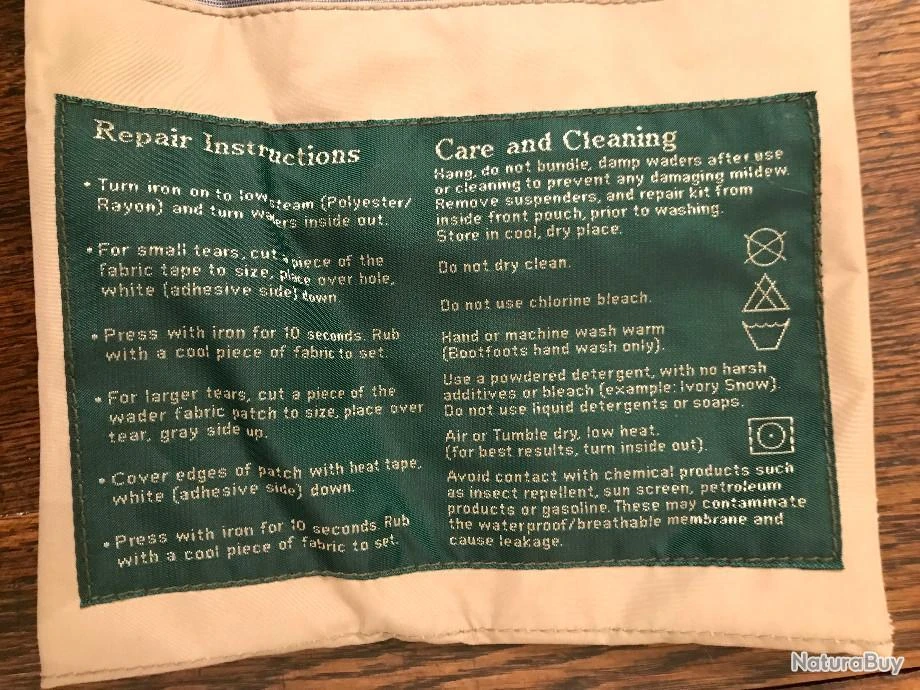 Repair Instructions
• Turn iron on to low steam (Polyester/
Rayon) and turn waders inside out.
• For small tears, cut a piece of the
fabric tape to size, place over hole,
white (adhesive side) down.
• Press with iron for 10 seconds. Rub
with a cool piece of fabric to set.
• For larger tears, cut a piece of the
wader fabric patch to size, place over
tear, gray side up.
• Cover edges of patch with heat tape,
white (adhesive side) down.
• Press with iron for 10 seconds. Rub
with a cool piece of fabric to set.
Care and Cleaning
Hang, do not bundle, damp waders after use
or cleaning to prevent any damaging mildew.
Remove suspenders, and repair kit from
inside front pouch, prior to washing.
Store in cool, dry place.
Do not dry clean.
Do not use chlorine bleach.
Hand or machine wash warm
(Bootfoots hand wash only).
Use a powdered detergent, with no harsh
additives or bleach (example: Ivory Snow).
Do not use liquid detergents or soaps.
Air or Tumble dry, low heat.
(for best results, turn inside out).
Avoid contact with chemical products such
as insect repellent, sun screen, petroleum
products or gasoline. These may contaminate
the waterproof/breathable membrane and
cause leakage.
NaturaBuy